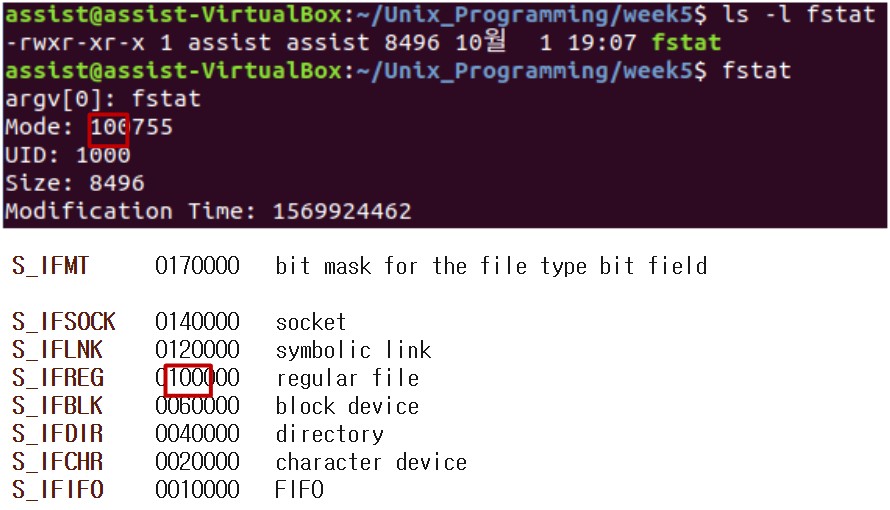 assist@assist-VirtualBox:~/Unix_Programming/week5$ ls -l fstat
-rwxr-xr-x 1 assist assist 8496 10월  1 19:07 fstat
assist@assist-VirtualBox:~/Unix_Programming/week5$ fstat
argv[0]: fstat
Mode: 100755
UID: 1000
Size: 8496
Modification Time: 1569924462
S_IFMT 0170000 bit mask for the file type bit field
S_IFSOCK 0140000 socket
S_IFLNK 0120000 symbolic link
S_IFREG 0100000 regular file
S_IFBLK 0060000 block device
S_IFDIR 0040000 directory
S_IFCHR 0020000 character device
S_IFIFO 0010000 FIFO